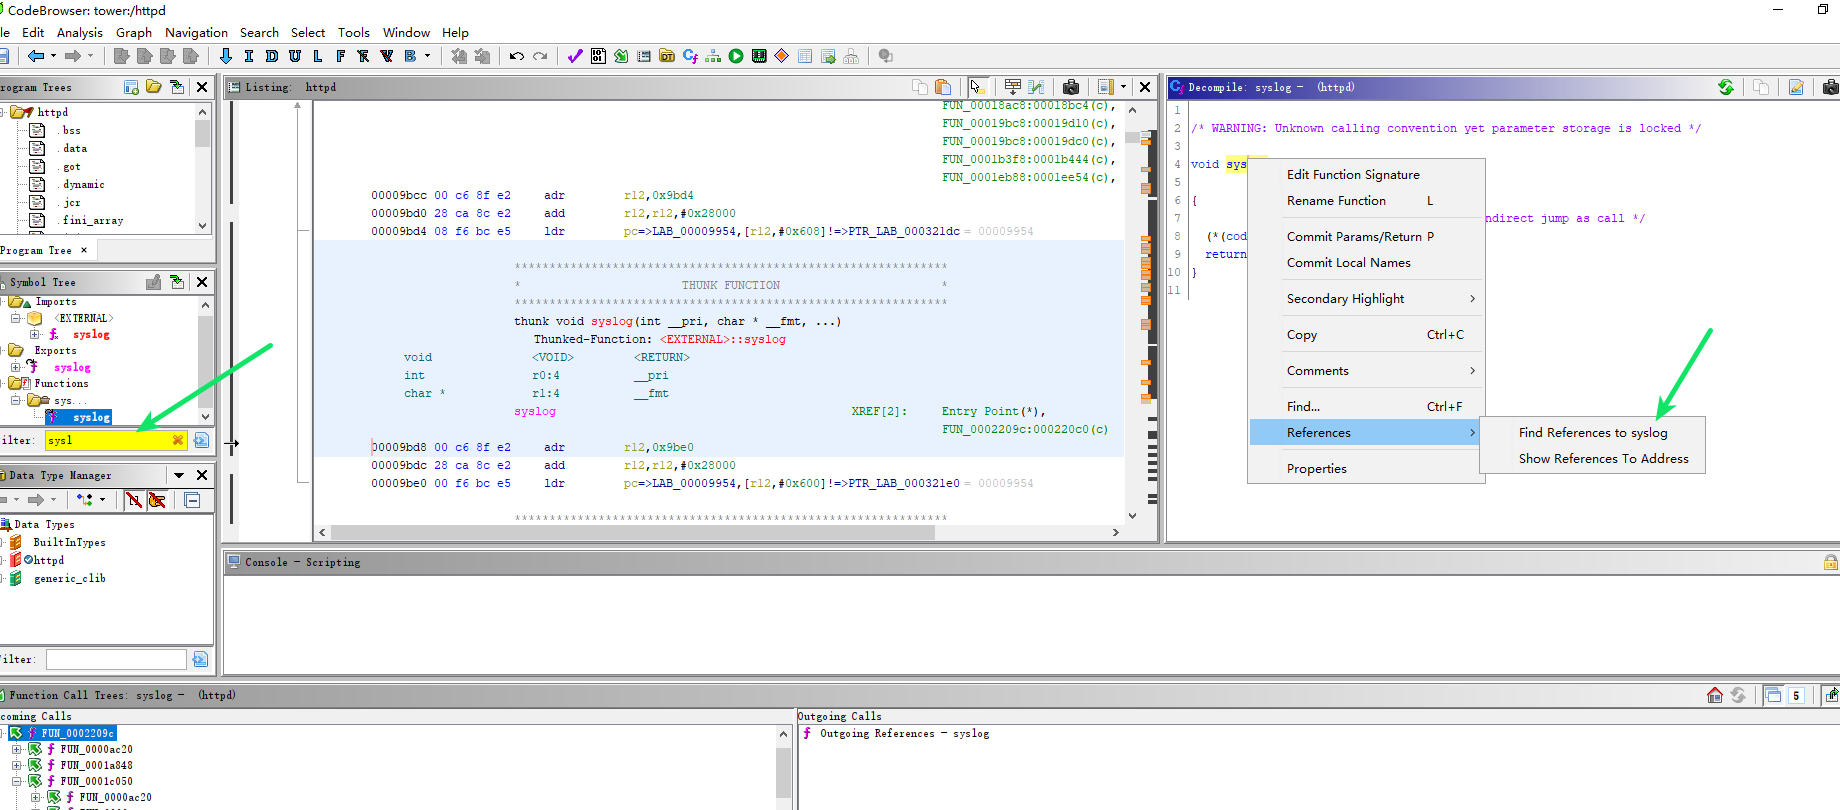 CodeBrowser: tower:/httpd
le Edit Analysis Graph Navigation Search Select Tools Window Help
I D U L F R V B
rogram Trees
httpd
.bss
.data
.got
.dynamic
.jcr
.fini_array
Program Tree ×
Symbol Tree
Imports
<EXTERNAL>
f syslog
Exports
f syslog
Functions
sys...
syslog
ilter: sysl
Data Type Manager
Data Types
BuiltInTypes
httpd
generic_clib
ilter:
Listing: httpd
FUN_00018ac8:00018bc4(c),
FUN_00019bc8:00019d10(c),
FUN_00019bc8:00019dc0(c),
FUN_0001b3f8:0001b444(c),
FUN_0001eb88:0001ee54(c),
00009bcc 00 c6 8f e2 adr r12,0x9bd4
00009bd0 28 ca 8c e2 add r12,r12,#0x28000
00009bd4 08 f6 bc e5 ldr pc=>LAB_00009954,[r12,#0x608]!=>PTR_LAB_000321dc = 00009954
**************************************************************
* THUNK FUNCTION *
**************************************************************
thunk void syslog(int __pri, char * __fmt, ...)
Thunked-Function: <EXTERNAL>::syslog
void <VOID> <RETURN>
int r0:4 __pri
char * r1:4 __fmt
syslog XREF[2]: Entry Point(*),
FUN_0002209c:000220c0(c)
00009bd8 00 c6 8f e2 adr r12,0x9be0
00009bdc 28 ca 8c e2 add r12,r12,#0x28000
00009be0 00 f6 bc e5 ldr pc=>LAB_00009954,[r12,#0x600]!=>PTR_LAB_000321e0 = 00009954
**************************************************************
Decompile: syslog - (httpd)
1
2 /* WARNING: Unknown calling convention yet parameter storage is locked */
3
4 void sys
5
6 {
7 ndirect jump as call */
8 (*(cod
9 return
10 }
11
Edit Function Signature
Rename Function L
Commit Params/Return P
Commit Local Names
Secondary Highlight >
Copy Ctrl+C
Comments >
Find... Ctrl+F
References >
Properties
Find References to syslog
Show References To Address
Console - Scripting
Function Call Trees: syslog - (httpd)
5
coming Calls
f FUN_0002209c
f FUN_0000ac20
f FUN_0001a848
f FUN_0001c050
f FUN_0000ac20
Outgoing Calls
f Outgoing References - syslog